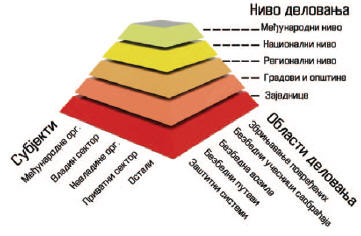 Ниво деловања
Међународни ниво
Национални ниво
Регионални ниво
Градови и општине
Заједнице
Субјекти
Међународне орг.
Владин сектор
Невладине орг.
Приватни сектор
Остали
Области деловања
Збрињавање повређених
Безбедни учесници саобраћаја
Безбедна возила
Безбедни путеви
Заштитни системи